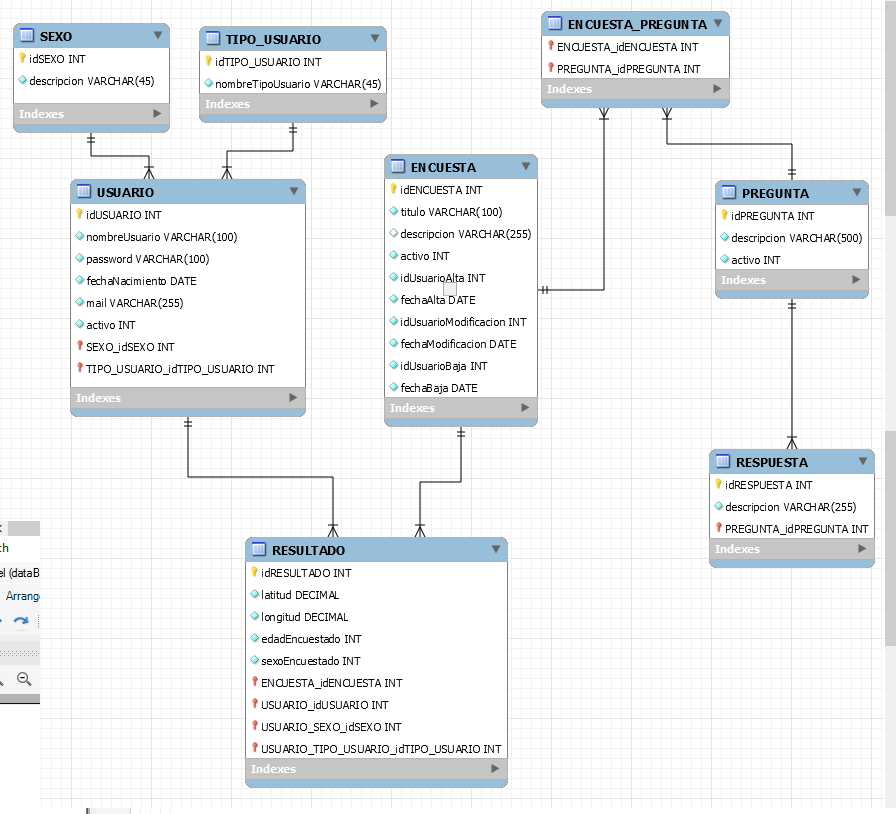 SEXO
idSEXO INT
descripcion VARCHAR(45)
Indexes
TIPO_USUARIO
idTIPO_USUARIO INT
nombreTipoUsuario VARCHAR(45)
Indexes
ENCUESTA_PREGUNTA
ENCUESTA_idENCUESTA INT
PREGUNTA_idPREGUNTA INT
Indexes
USUARIO
idUSUARIO INT
nombreUsuario VARCHAR(100)
password VARCHAR(100)
fechaNacimiento DATE
mail VARCHAR(255)
activo INT
SEXO_idSEXO INT
TIPO_USUARIO_idTIPO_USUARIO INT
Indexes
ENCUESTA
idENCUESTA INT
titulo VARCHAR(100)
descripcion VARCHAR(255)
activo INT
idUsuarioAlta INT
fechaAlta DATE
idUsuarioModificacion INT
fechaModificacion DATE
idUsuarioBaja INT
fechaBaja DATE
Indexes
PREGUNTA
idPREGUNTA INT
descripcion VARCHAR(500)
activo INT
Indexes
RESPUESTA
idRESPUESTA INT
descripcion VARCHAR(255)
PREGUNTA_idPREGUNTA INT
Indexes
RESULTADO
idRESULTADO INT
latitud DECIMAL
longitud DECIMAL
edadEncuestado INT
sexoEncuestado INT
ENCUESTA_idENCUESTA INT
USUARIO_idUSUARIO INT
USUARIO_SEXO_idSEXO INT
USUARIO_TIPO_USUARIO_idTIPO_USUARIO INT
Indexes
ch
el (dataB
Arrang